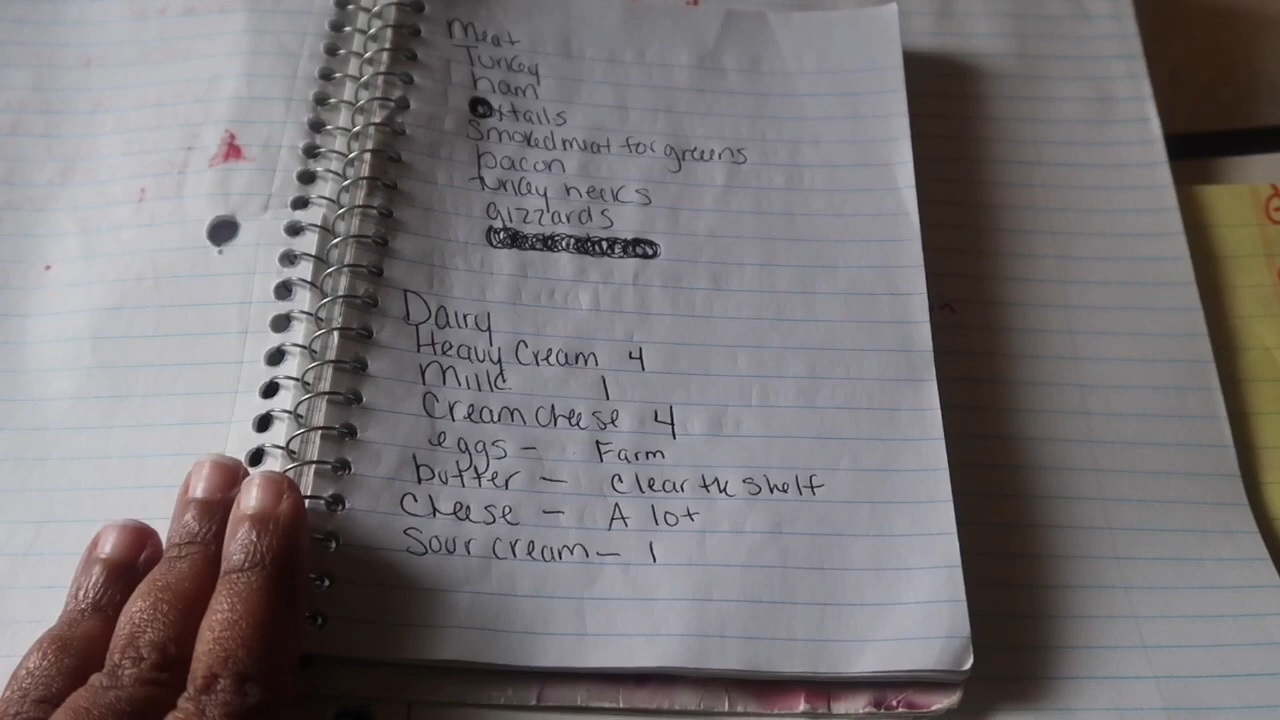 Meat
Turkey
ham
Oxtails
Smoked meat for greens
bacon
turkey necks
gizzards
Dairy
Heavy Cream 4
Milk 1
Cream cheese 4
eggs - Farm
butter - Clear the Shelf
Cheese - A lot
Sour cream - 1